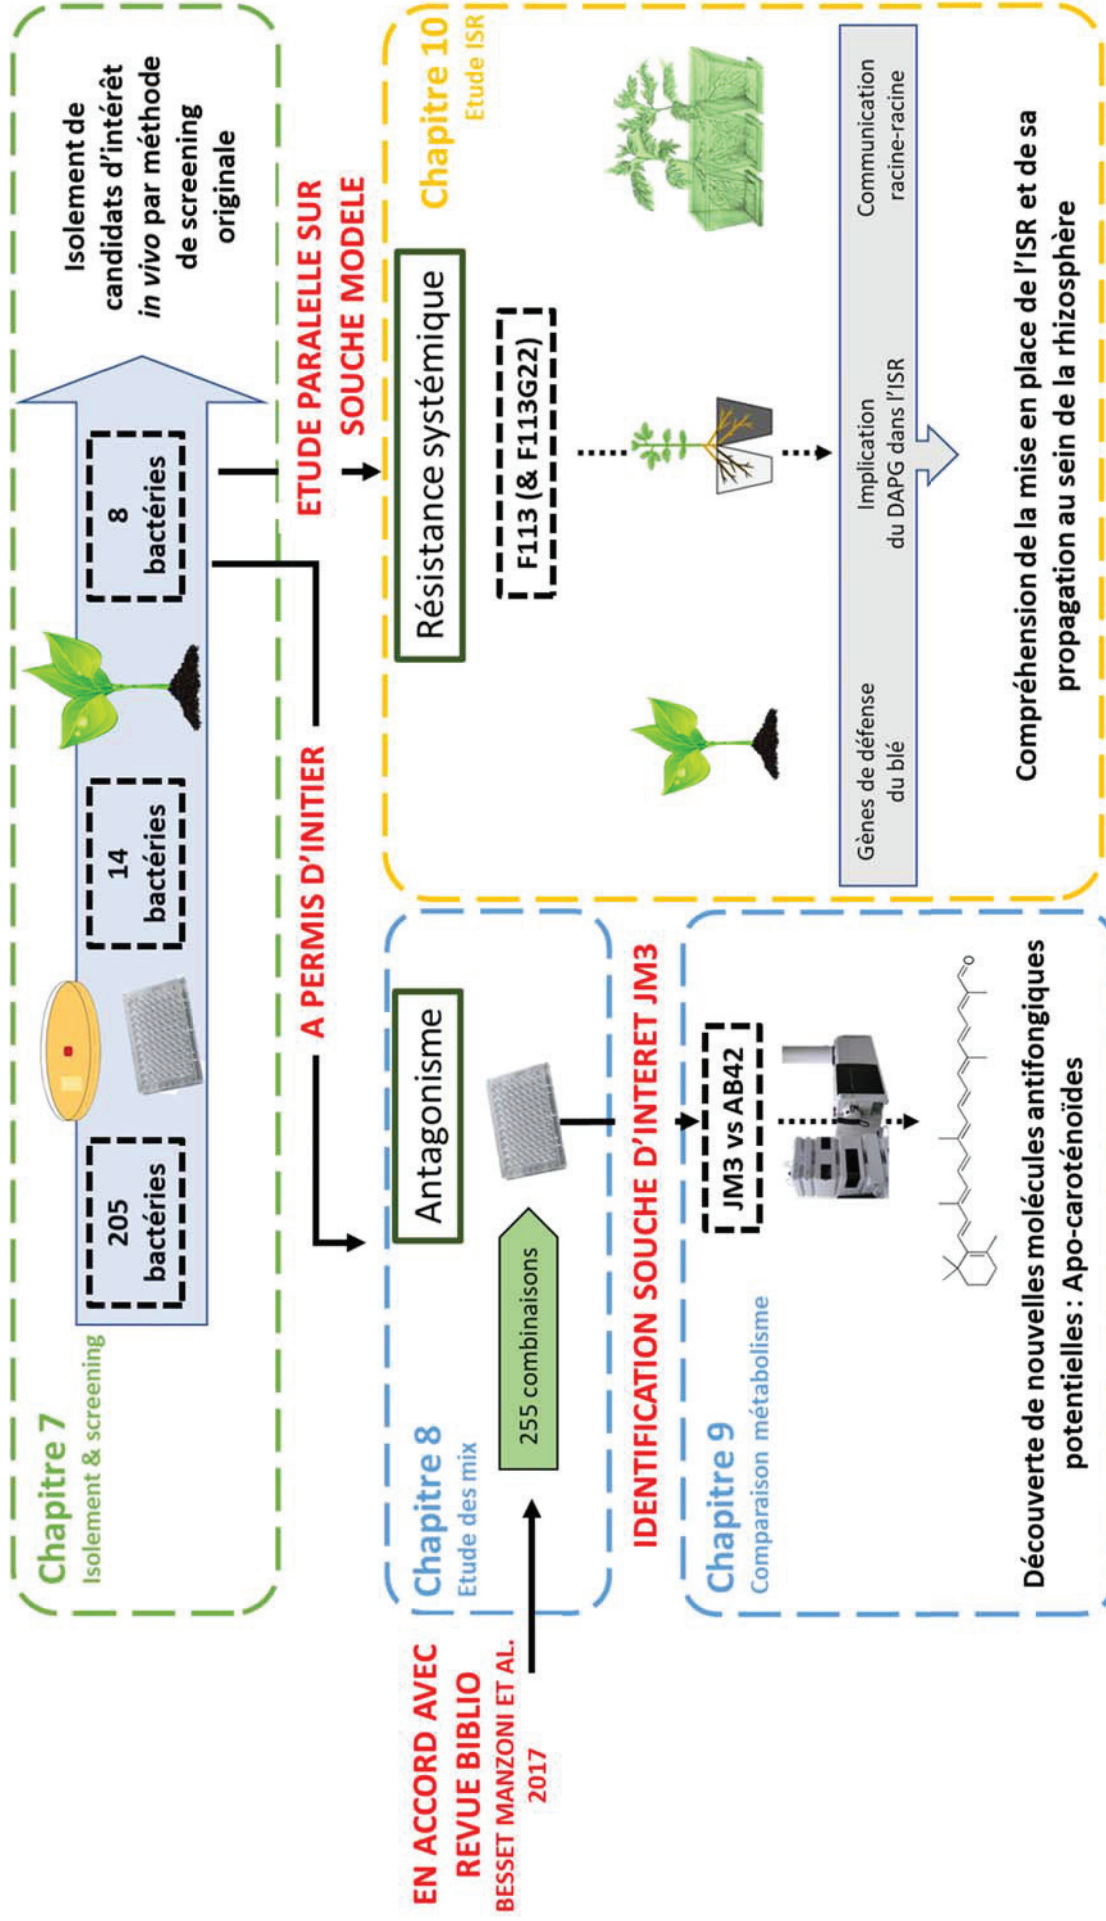 Chapitre 7
Isolement & screening
205
bactéries
14
bactéries
8
bactéries
Isolement de
candidats d'intérêt
in vivo par méthode
de screening
originale
A PERMIS D'INITIER
ETUDE PARALELLE SUR
SOUCHE MODELE
EN ACCORD AVEC
REVUE BIBLIO
BESSET MANZONI ET AL.
2017
Chapitre 8
Etude des mix
Antagonisme
255 combinaisons
IDENTIFICATION SOUCHE D'INTERET JM3
Chapitre 9
Comparaison métabolisme
JM3 vs AB42
O
Découverte de nouvelles molécules antifongiques
potentielles : Apo-caroténoïdes
Chapitre 10
Etude ISR
Résistance systémique
F113 (& F113G22)
Gènes de défense
du blé
Implication
du DAPG dans l'ISR
Communication
racine-racine
Compréhension de la mise en place de l'ISR et de sa
propagation au sein de la rhizosphère